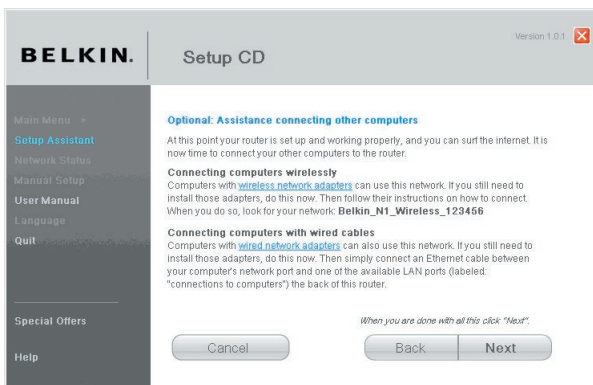 Version 1.0.1
BELKIN.
Setup CD
Main Menu >
Setup Assistant
Network Status
Manual Setup
User Manual
Language
Quit
Special Offers
Help
Optional: Assistance connecting other computers
At this point your router is set up and working properly, and you can surf the internet. It is
now time to connect your other computers to the router.
Connecting computers wirelessly
Computers with wireless network adapters can use this network. If you still need to
install those adapters, do this now. Then follow their instructions on how to connect.
When you do so, look for your network: Belkin_N1_Wireless_123456
Connecting computers with wired cables
Computers with wired network adapters can also use this network. If you still need to
install those adapters, do this now. Then simply connect an Ethernet cable between
your computer's network port and one of the available LAN ports (labeled:
"connections to computers") the back of this router.
When you are done with all this click "Next".
Cancel
Back
Next